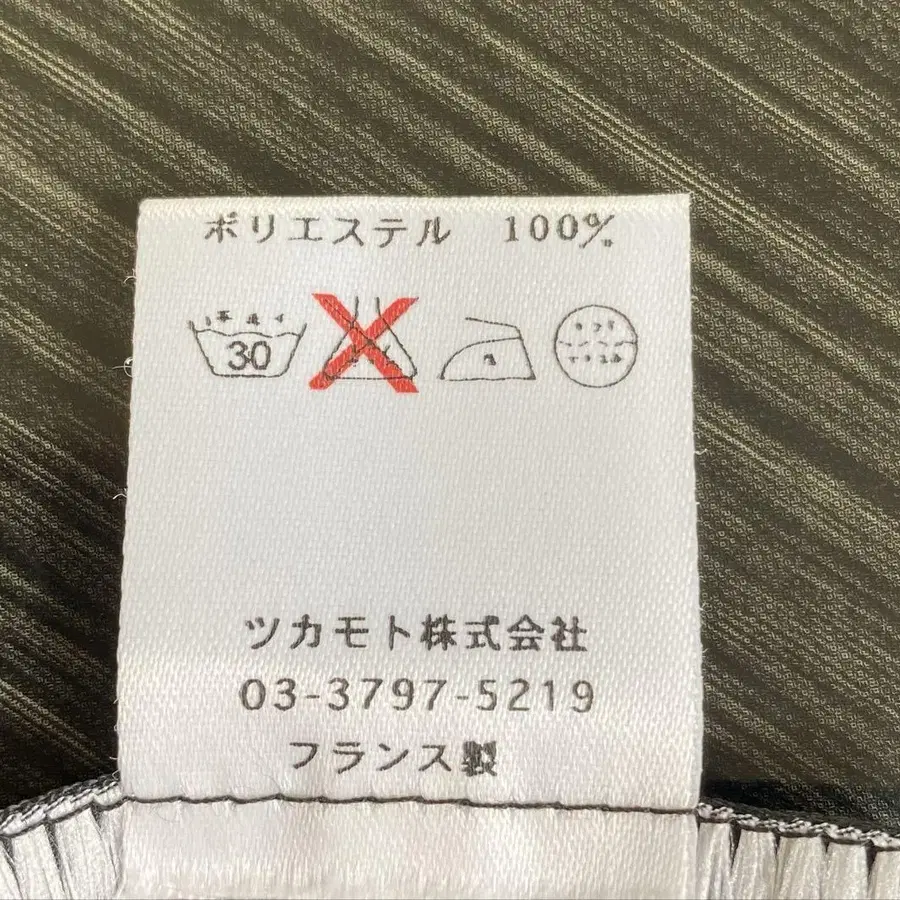 ポリエステル 100%
30
ツカモト株式会社
03-3797-5219
フランス製